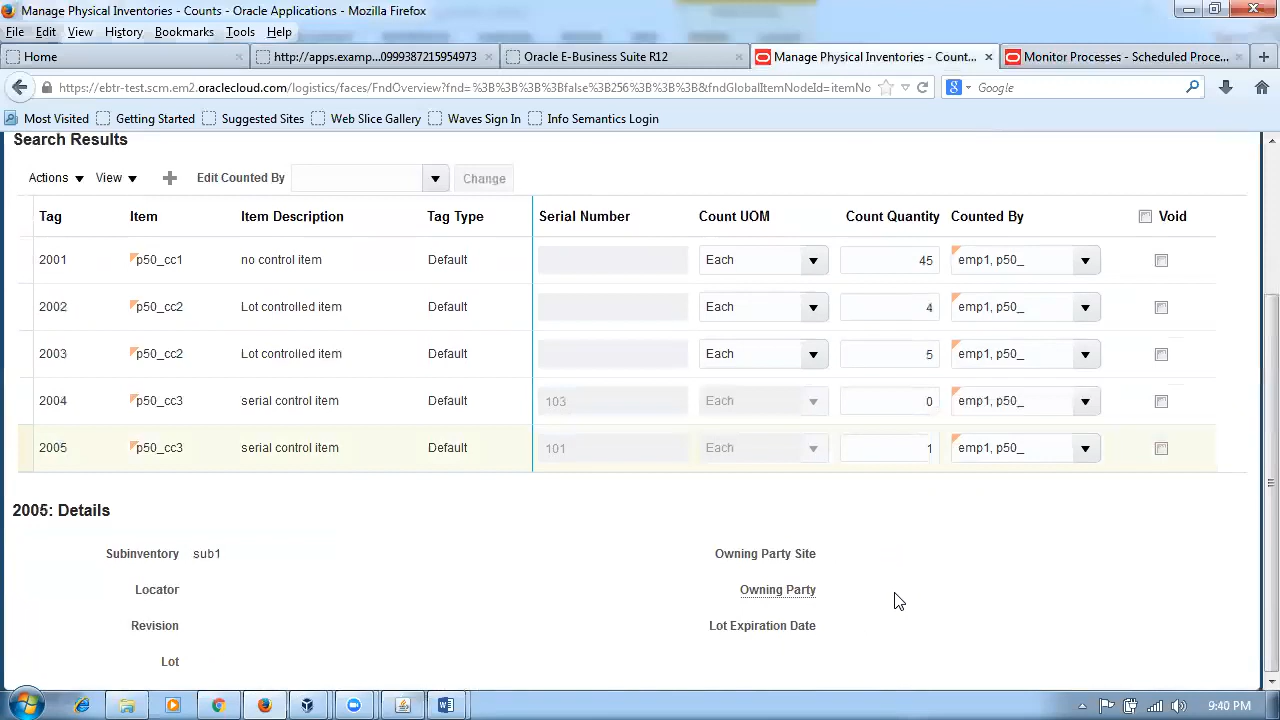 Manage Physical Inventories - Counts - Oracle Applications - Mozilla Firefox
File Edit View History Bookmarks Tools Help
Home http://apps.examp...0999387215954973 Oracle E-Business Suite R12 Manage Physical Inventories - Count... Monitor Processes - Scheduled Proce...
https://ebtr-test.scm.em2.oraclecloud.com/logistics/faces/FndOverview?fnd=%3B%3B%3Bfalse%3B256%3B%3B%3B&fndGlobalItemNodeId=itemNo Google
Most Visited Getting Started Suggested Sites Web Slice Gallery Waves Sign In Info Semantics Location
Search Results
Actions View Edit Counted By Change
Tag Item Item Description Tag Type Serial Number Count UOM Count Quantity Counted By Void
2001 p50_cc1 no control item Default Each 45 emp1, p50_
2002 p50_cc2 Lot controlled item Default Each 4 emp1, p50_
2003 p50_cc2 Lot controlled item Default Each 5 emp1, p50_
2004 p50_cc3 serial control item Default 103 Each 0 emp1, p50_
2005 p50_cc3 serial control item Default 101 Each 1 emp1, p50_
2005: Details
Subinventory sub1 Owning Party Site
Locator Owning Party
Revision Lot Expiration Date
Lot
9:40 PM